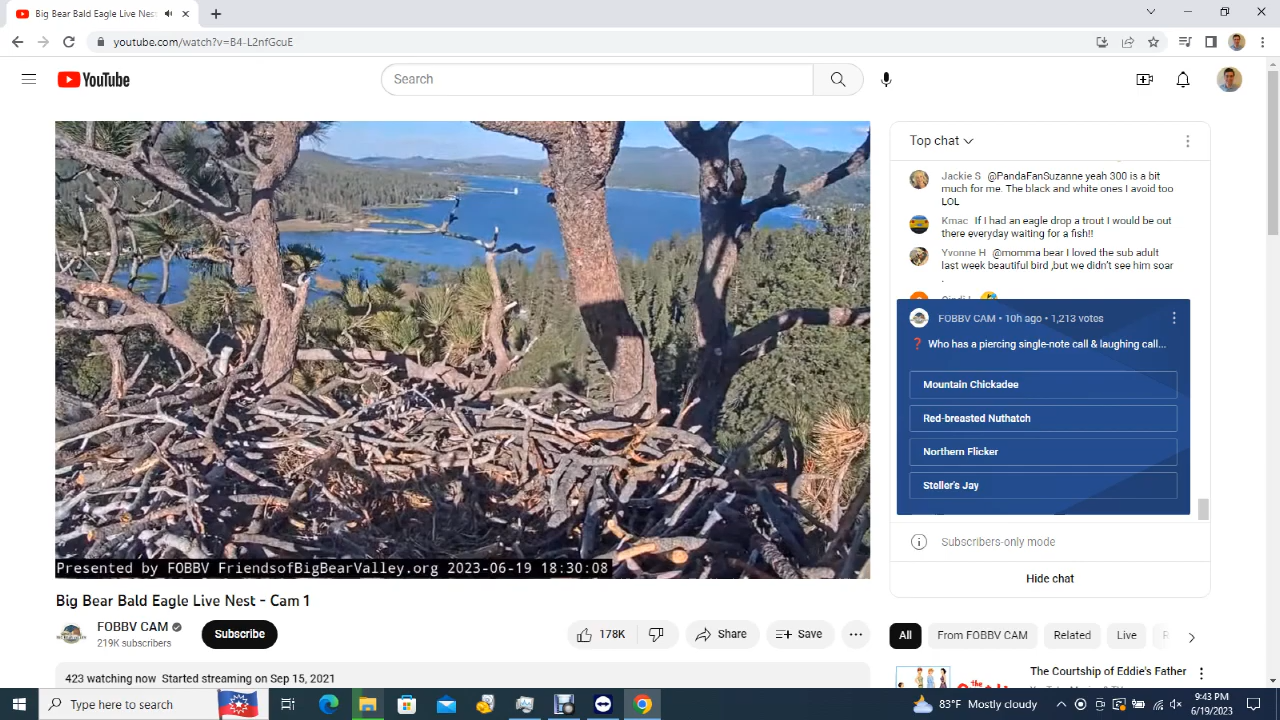 Big Bear Bald Eagle Live Nest
youtube.com/watch?v=B4-L2nfGcuE
YouTube
Search
Top chat
Jackie S @PandaFanSuzanne yeah 300 is a bit
much for me. The black and white ones I avoid too
LOL
Kmac If I had an eagle drop a trout I would be out
there everyday waiting for a fish!!
Yvonne H @momma bear I loved the sub adult
last week beautiful bird ,but we didn't see him soar
.
FOBBV CAM • 10h ago • 1,213 votes
❓ Who has a piercing single-note call & laughing call...
Mountain Chickadee
Red-breasted Nuthatch
Northern Flicker
Steller's Jay
Subscribers-only mode
Hide chat
Presented by FOBBV FriendsofBigBearValley.org 2023-06-19 18:30:08
Big Bear Bald Eagle Live Nest - Cam 1
FOBBV CAM
219K subscribers
Subscribe
178K
Share
Save
All
From FOBBV CAM
Related
Live
423 watching now Started streaming on Sep 15, 2021
The Courtship of Eddie's Father
Type here to search
83°F Mostly cloudy
9:43 PM
6/19/2023